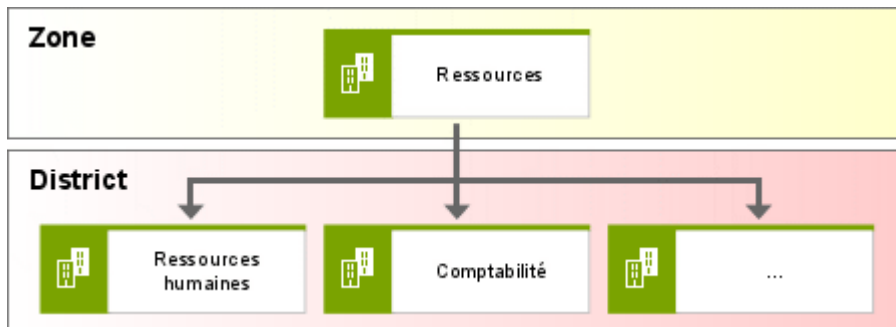 Zone
Ressources
District
Ressources
humaines
Comptabilité
...